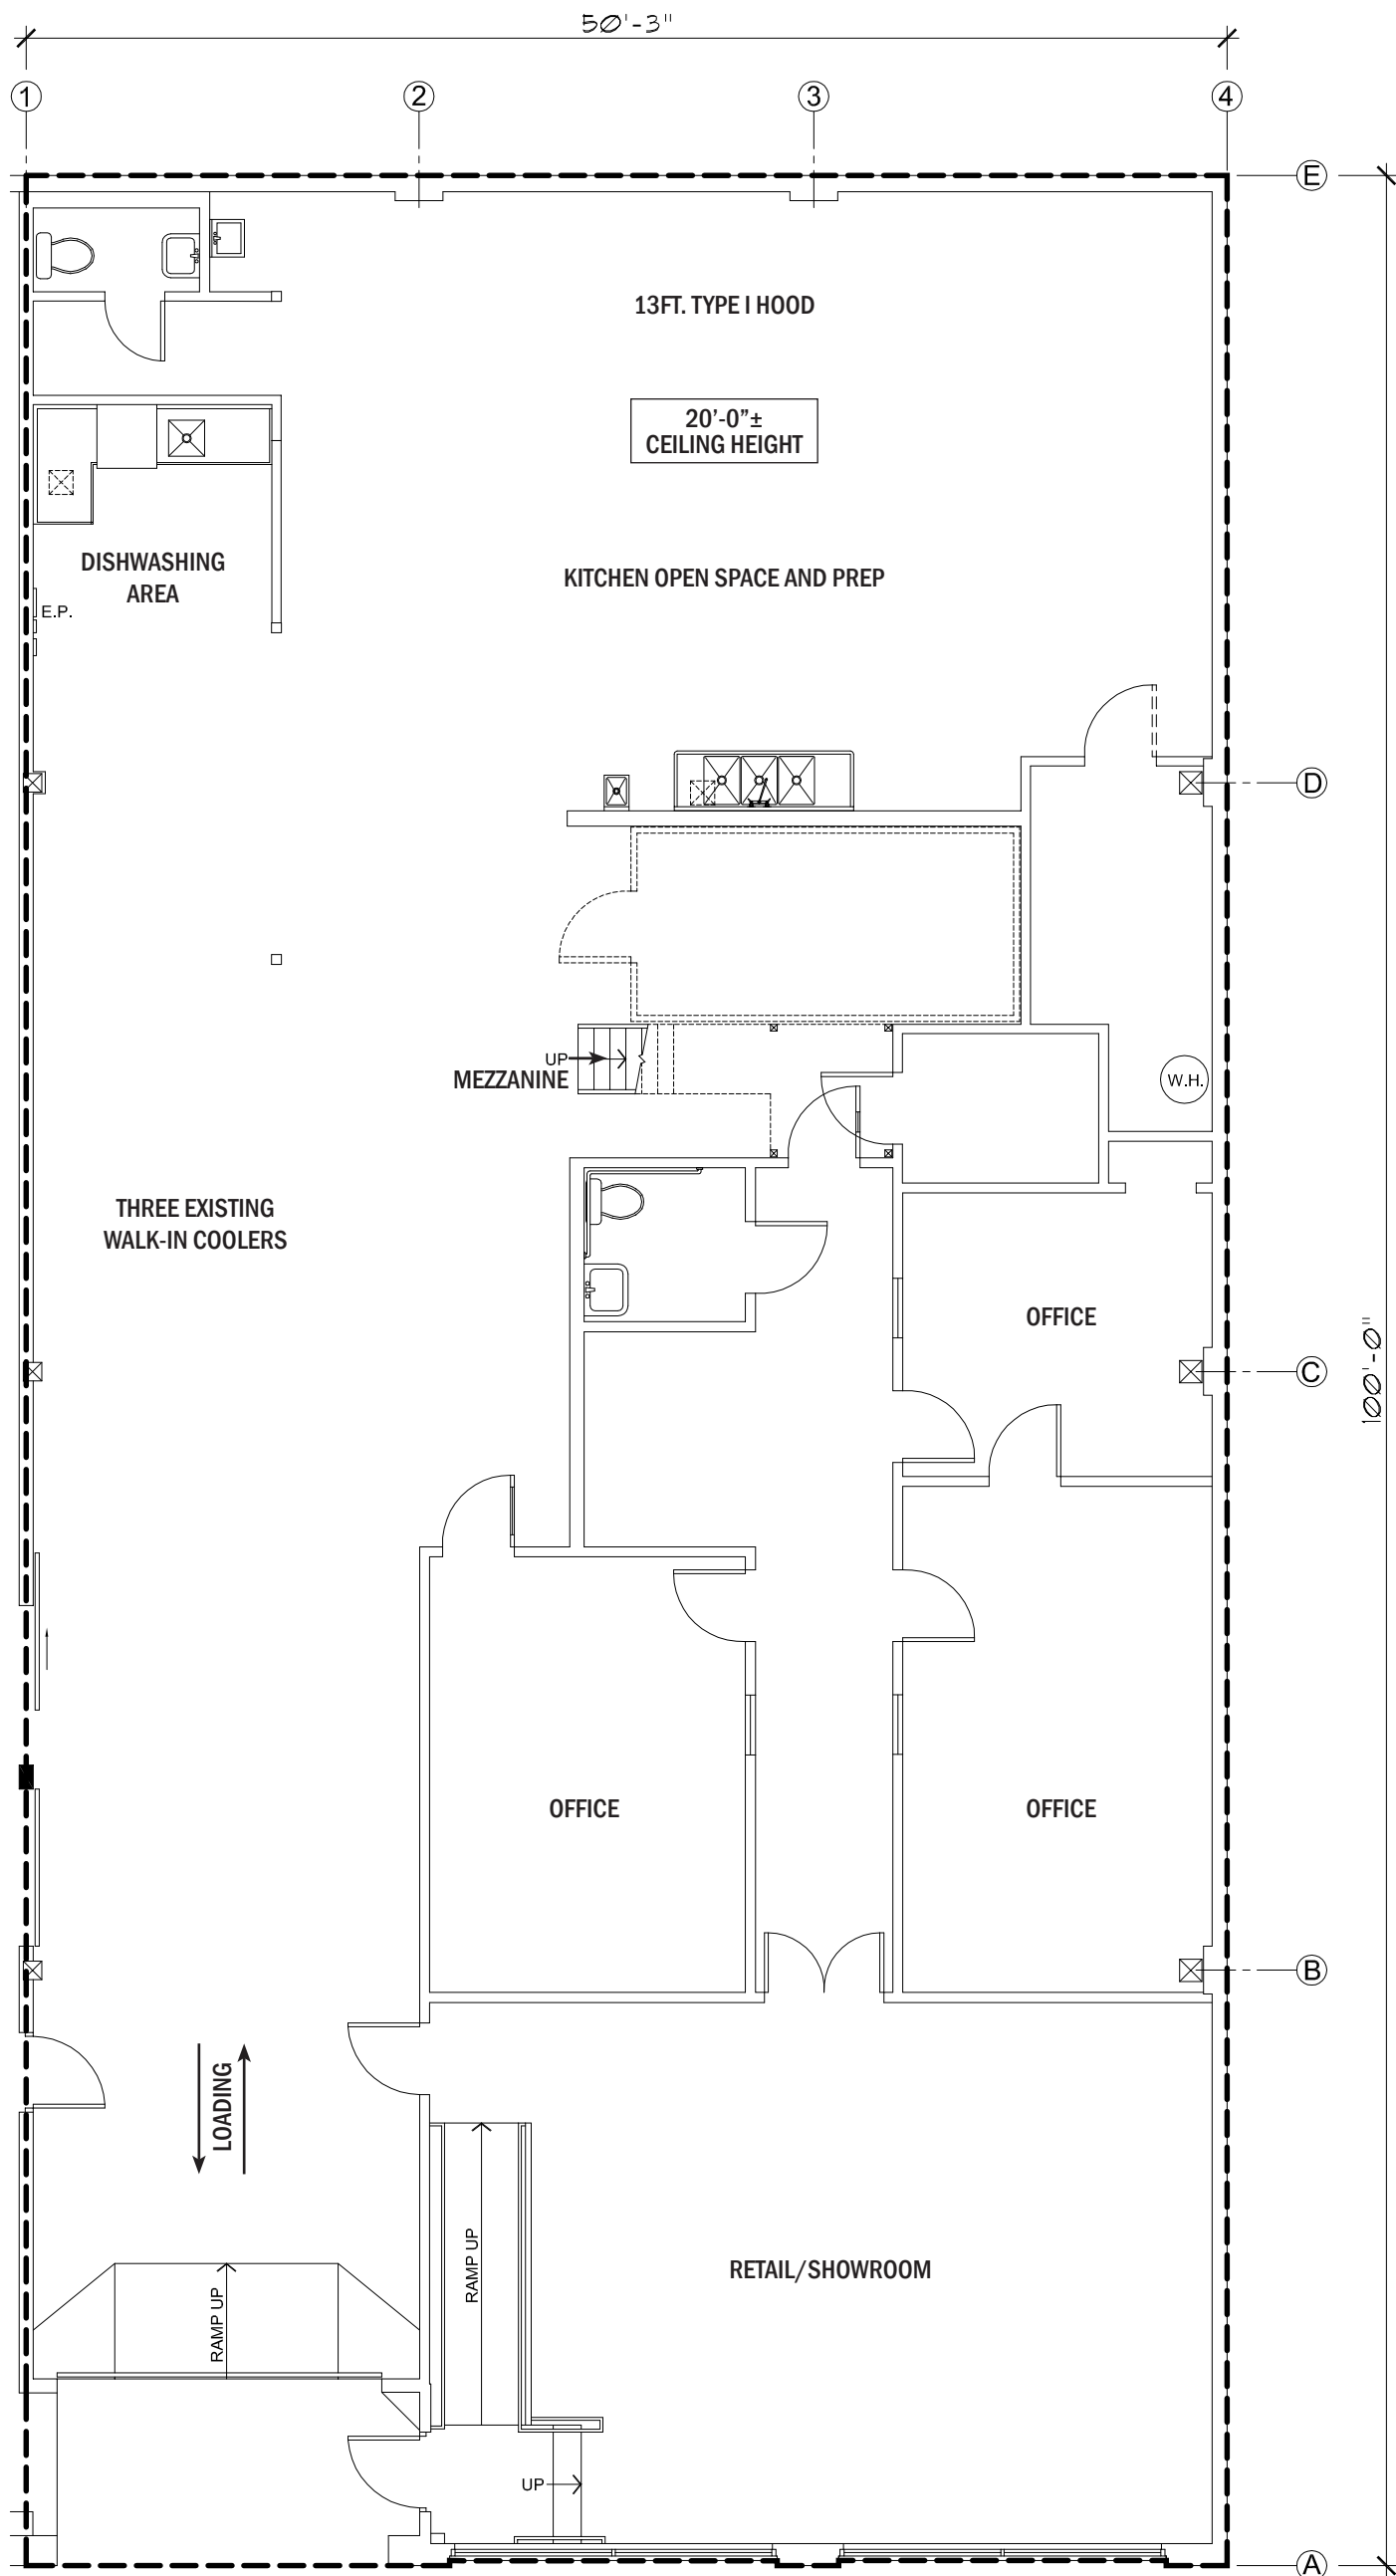 50'-3"
1
2
3
4
E
13FT. TYPE I HOOD
20'-0"±
CEILING HEIGHT
DISHWASHING
AREA
KITCHEN OPEN SPACE AND PREP
E.P.
D
UP
MEZZANINE
W.H.
THREE EXISTING
WALK-IN COOLERS
OFFICE
C
100'-0"
OFFICE
OFFICE
B
LOADING
RAMP UP
RAMP UP
RETAIL/SHOWROOM
UP
A